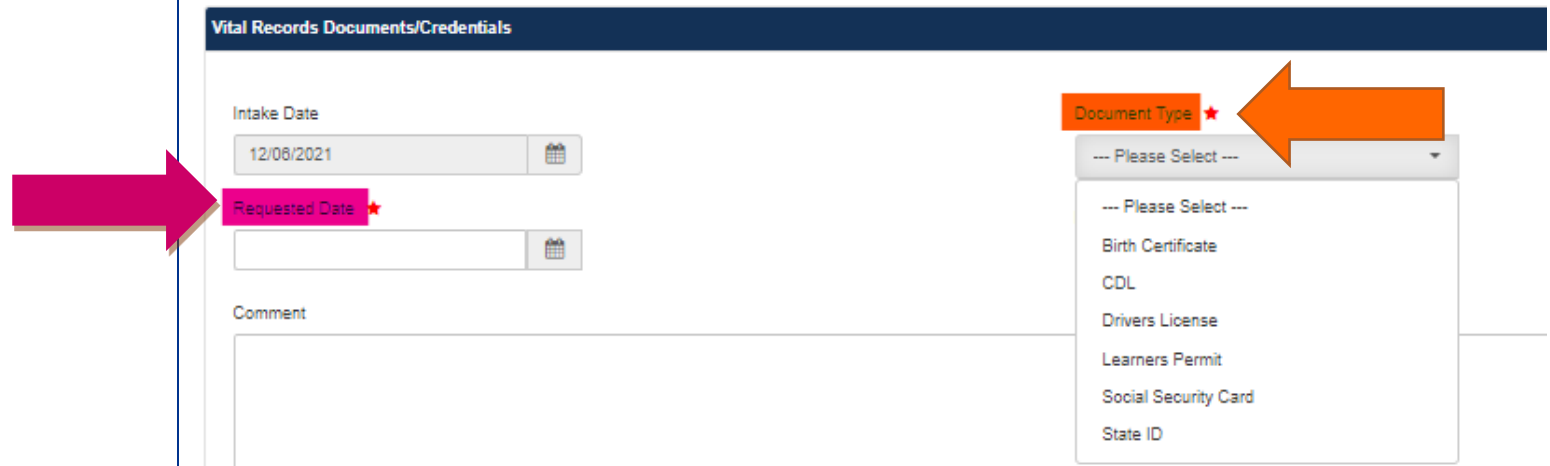 Vital Records Documents/Credentials
Intake Date
12/06/2021
Requested Date
Comment
Document Type
--- Please Select ---
--- Please Select ---
Birth Certificate
CDL
Drivers License
Learners Permit
Social Security Card
State ID